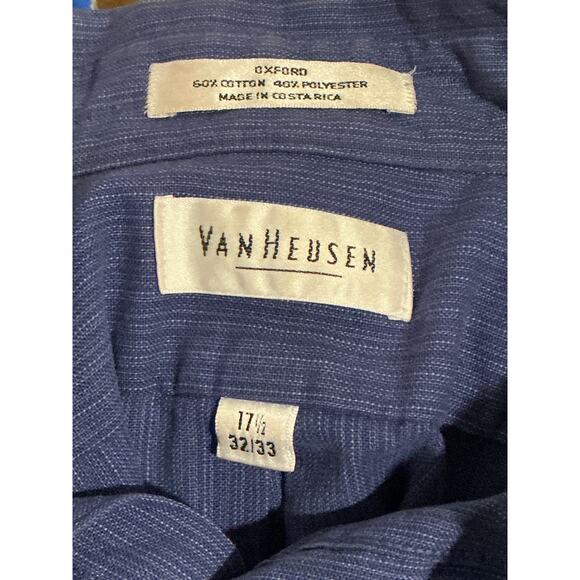 OXFORD
60% COTTON 40% POLYESTER
MADE IN COSTA RICA
VAN HEUSEN
17½
32/33